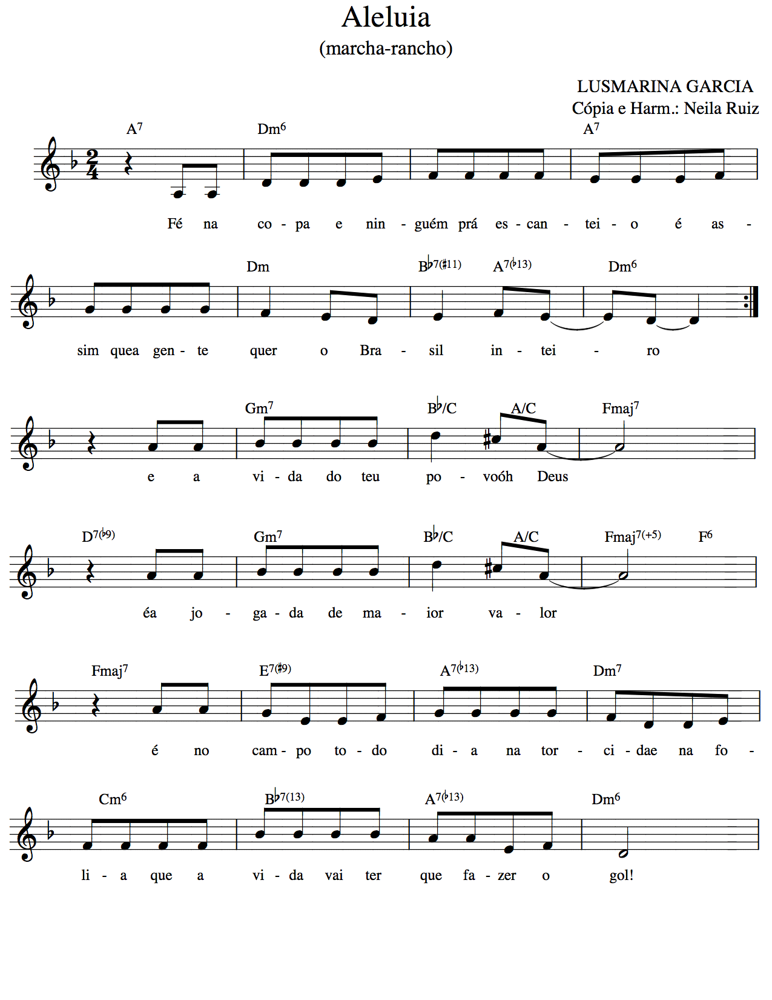 Aleluia
(marcha-rancho)
LUSMARINA GARCIA
Cópia e Harm.: Neila Ruiz
A7 Dm6 A7
2
4
Fé na co - pa e nin - guém prá es - can - tei - o é as -
Dm B♭7(♯11) A7(♭13) Dm6
sim quea gen - te quer o Bra - sil in - tei - ro
Gm7 B♭/C A/C Fmaj7
e a vi - da do teu po - voóh Deus
D7(♭9) Gm7 B♭/C A/C Fmaj7(+5) F6
éa jo - ga - da de ma - ior va - lor
Fmaj7 E7(♯9) A7(♭13) Dm7
é no cam - po to - do di - a na tor - ci - dae na fo -
Cm6 B♭7(13) A7(♭13) Dm6
li - a que a vi - da vai ter que fa - zer o gol!